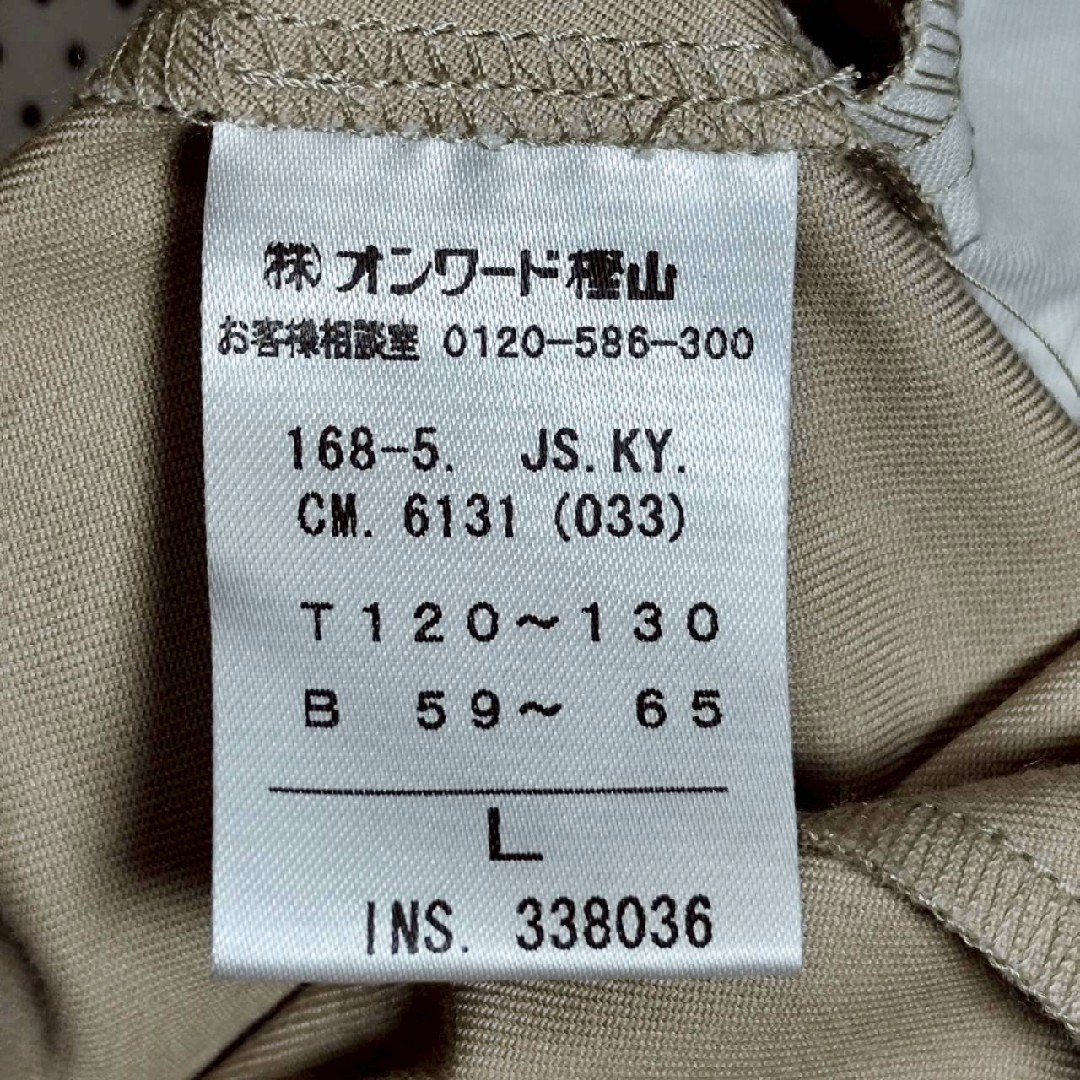 ㈱オンワード樫山
お客様相談室 0120-586-300
168-5. JS.KY.
CM. 6131 (033)
T120～130
B 59～ 65
L
INS. 338036